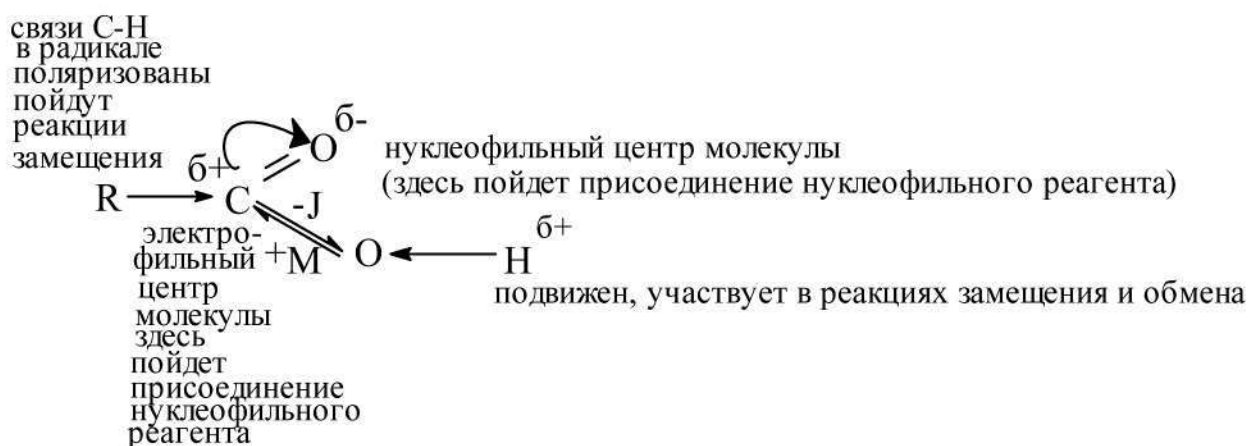 связи С-Н
в радикале
поляризованы
пойдут
реакции
замещения
б+
O
б-
нуклеофильный центр молекулы
(здесь пойдет присоединение нуклеофильного реагента)
R
C
-J
+M
O
H
б+
подвижен, участвует в реакциях замещения и обмена
электро-
фильный
центр
молекулы
здесь
пойдет
присоединение
нуклеофильного
реагента